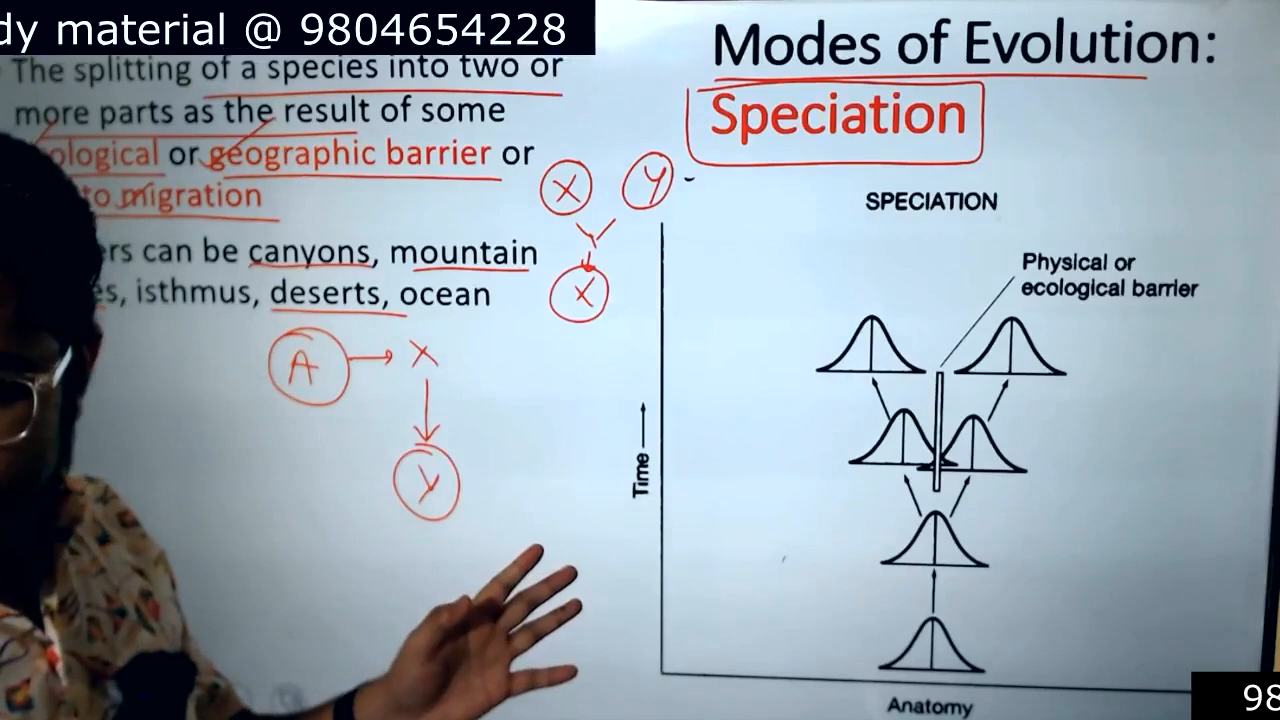 dy material @ 9804654228
The splitting of a species into two or
more parts as the result of some
ological or geographic barrier or
to migration
rs can be canyons, mountain
es, isthmus, deserts, ocean
X Y
X
A X
Y
Modes of Evolution:
Speciation
SPECIATION
Physical or
ecological barrier
Time
Anatomy
98